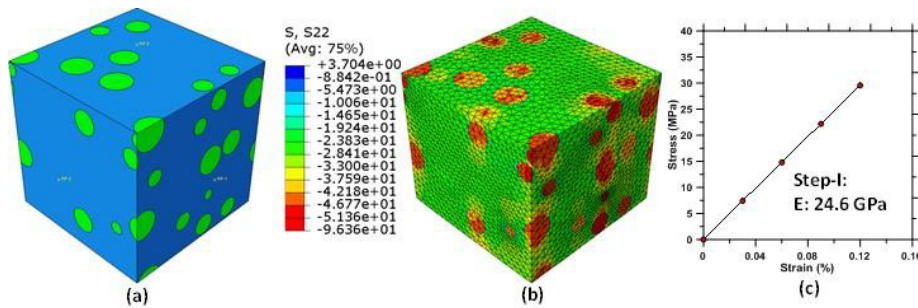 S, S22
(Avg: 75%)
+3.704e+00
-8.842e-01
-5.473e+00
-1.006e+01
-1.465e+01
-1.924e+01
-2.383e+01
-2.841e+01
-3.300e+01
-3.759e+01
-4.218e+01
-4.677e+01
-5.136e+01
-9.636e+01
(a)
(b)
Stress (MPa)
40
35
30
25
20
15
10
5
0
Step-I:
E: 24.6 GPa
0 0.04 0.08 0.12 0.16
Strain (%)
(c)